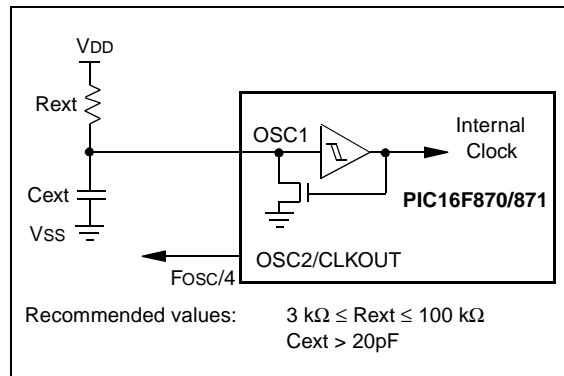 VDD
Rext
OSC1
Internal
Clock
Cext
PIC16F870/871
VSS
OSC2/CLKOUT
FOSC/4
Recommended values: 3 kΩ ≤ Rext ≤ 100 kΩ
Cext > 20pF